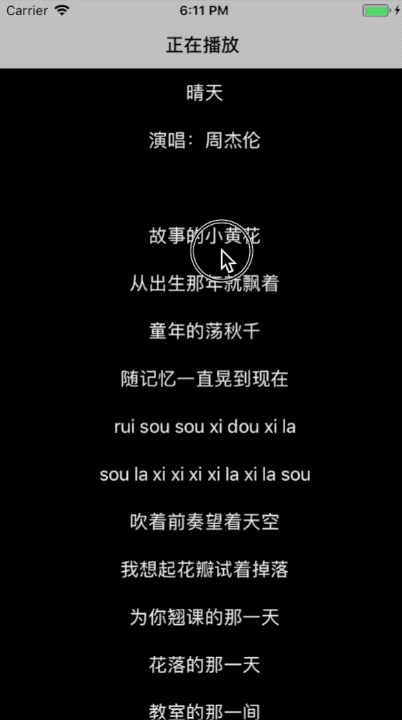 Carrier 6:11 PM
正在播放
晴天
演唱：周杰伦
故事的小黄花
从出生那年就飘着
童年的荡秋千
随记忆一直晃到现在
rui sou sou xi dou xi la
sou la xi xi xi xi la xi la sou
吹着前奏望着天空
我想起花瓣试着掉落
为你翘课的那一天
花落的那一天
教室的那一间